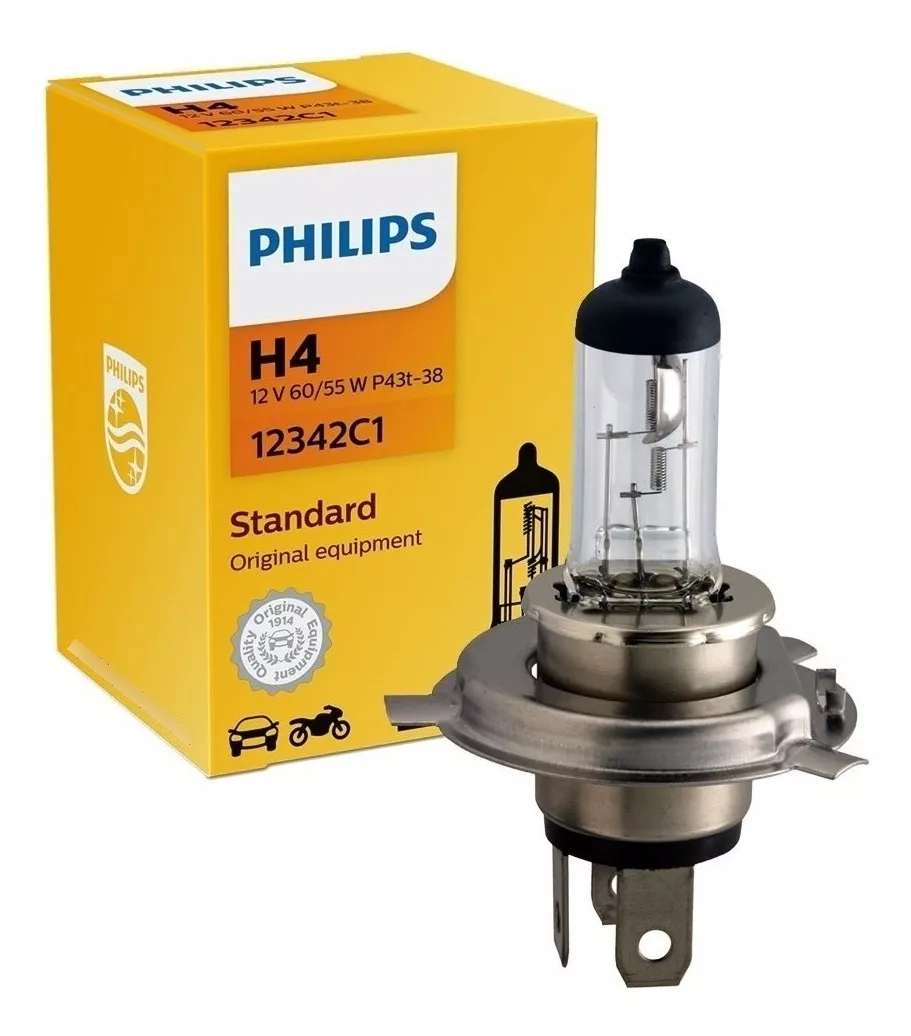 PHILIPS
H4
12V 60/55 W P43t-38
12342C1
PHILIPS
H4
12 V 60/55 W P43t-38
12342C1
PHILIPS
Standard
Original equipment
Quality Original Equipment
1914